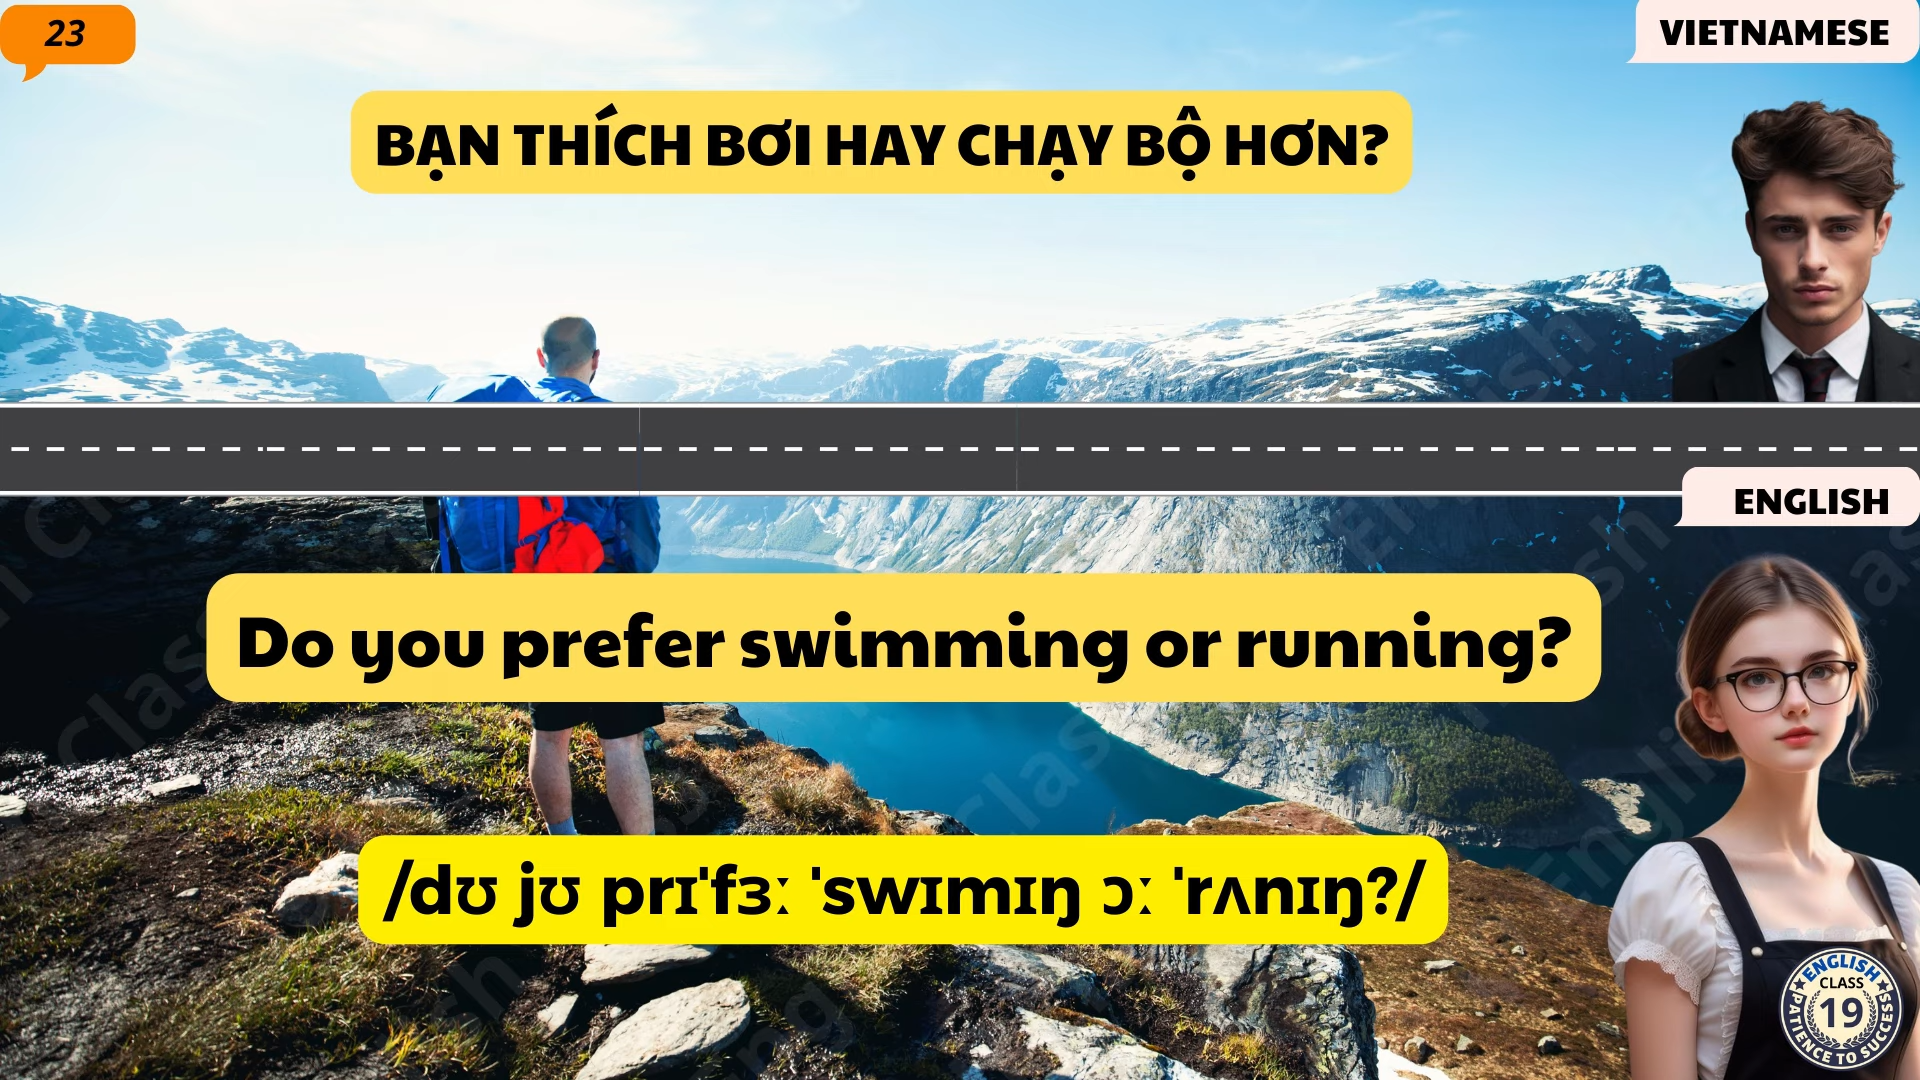 23
VIETNAMESE
BẠN THÍCH BƠI HAY CHẠY BỘ HƠN?
ENGLISH
Do you prefer swimming or running?
/dʊ jʊ prɪˈfɜː ˈswɪmɪŋ ɔː ˈrʌnɪŋ?/
ENGLISH
CLASS
19
PATIENCE TO SUCCESS